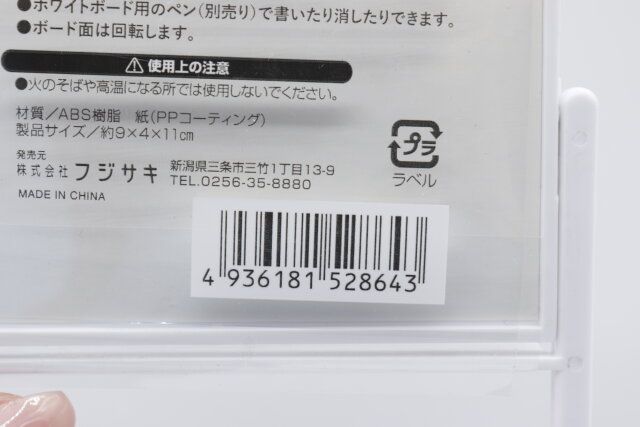 ●ホワイトボード用のペン(別売り)で書いたり消したりできます。
●ボード面は回転します。
⚠使用上の注意
●火のそばや高温になる所では使用しないでください。
材質/ABS樹脂 紙(PPコーティング)
製品サイズ/約9×4×11cm
発売元
株式会社フジサキ
新潟県三条市三竹1丁目13-9
TEL.0256-35-8880
MADE IN CHINA
プラ
ラベル
4 936181 528643